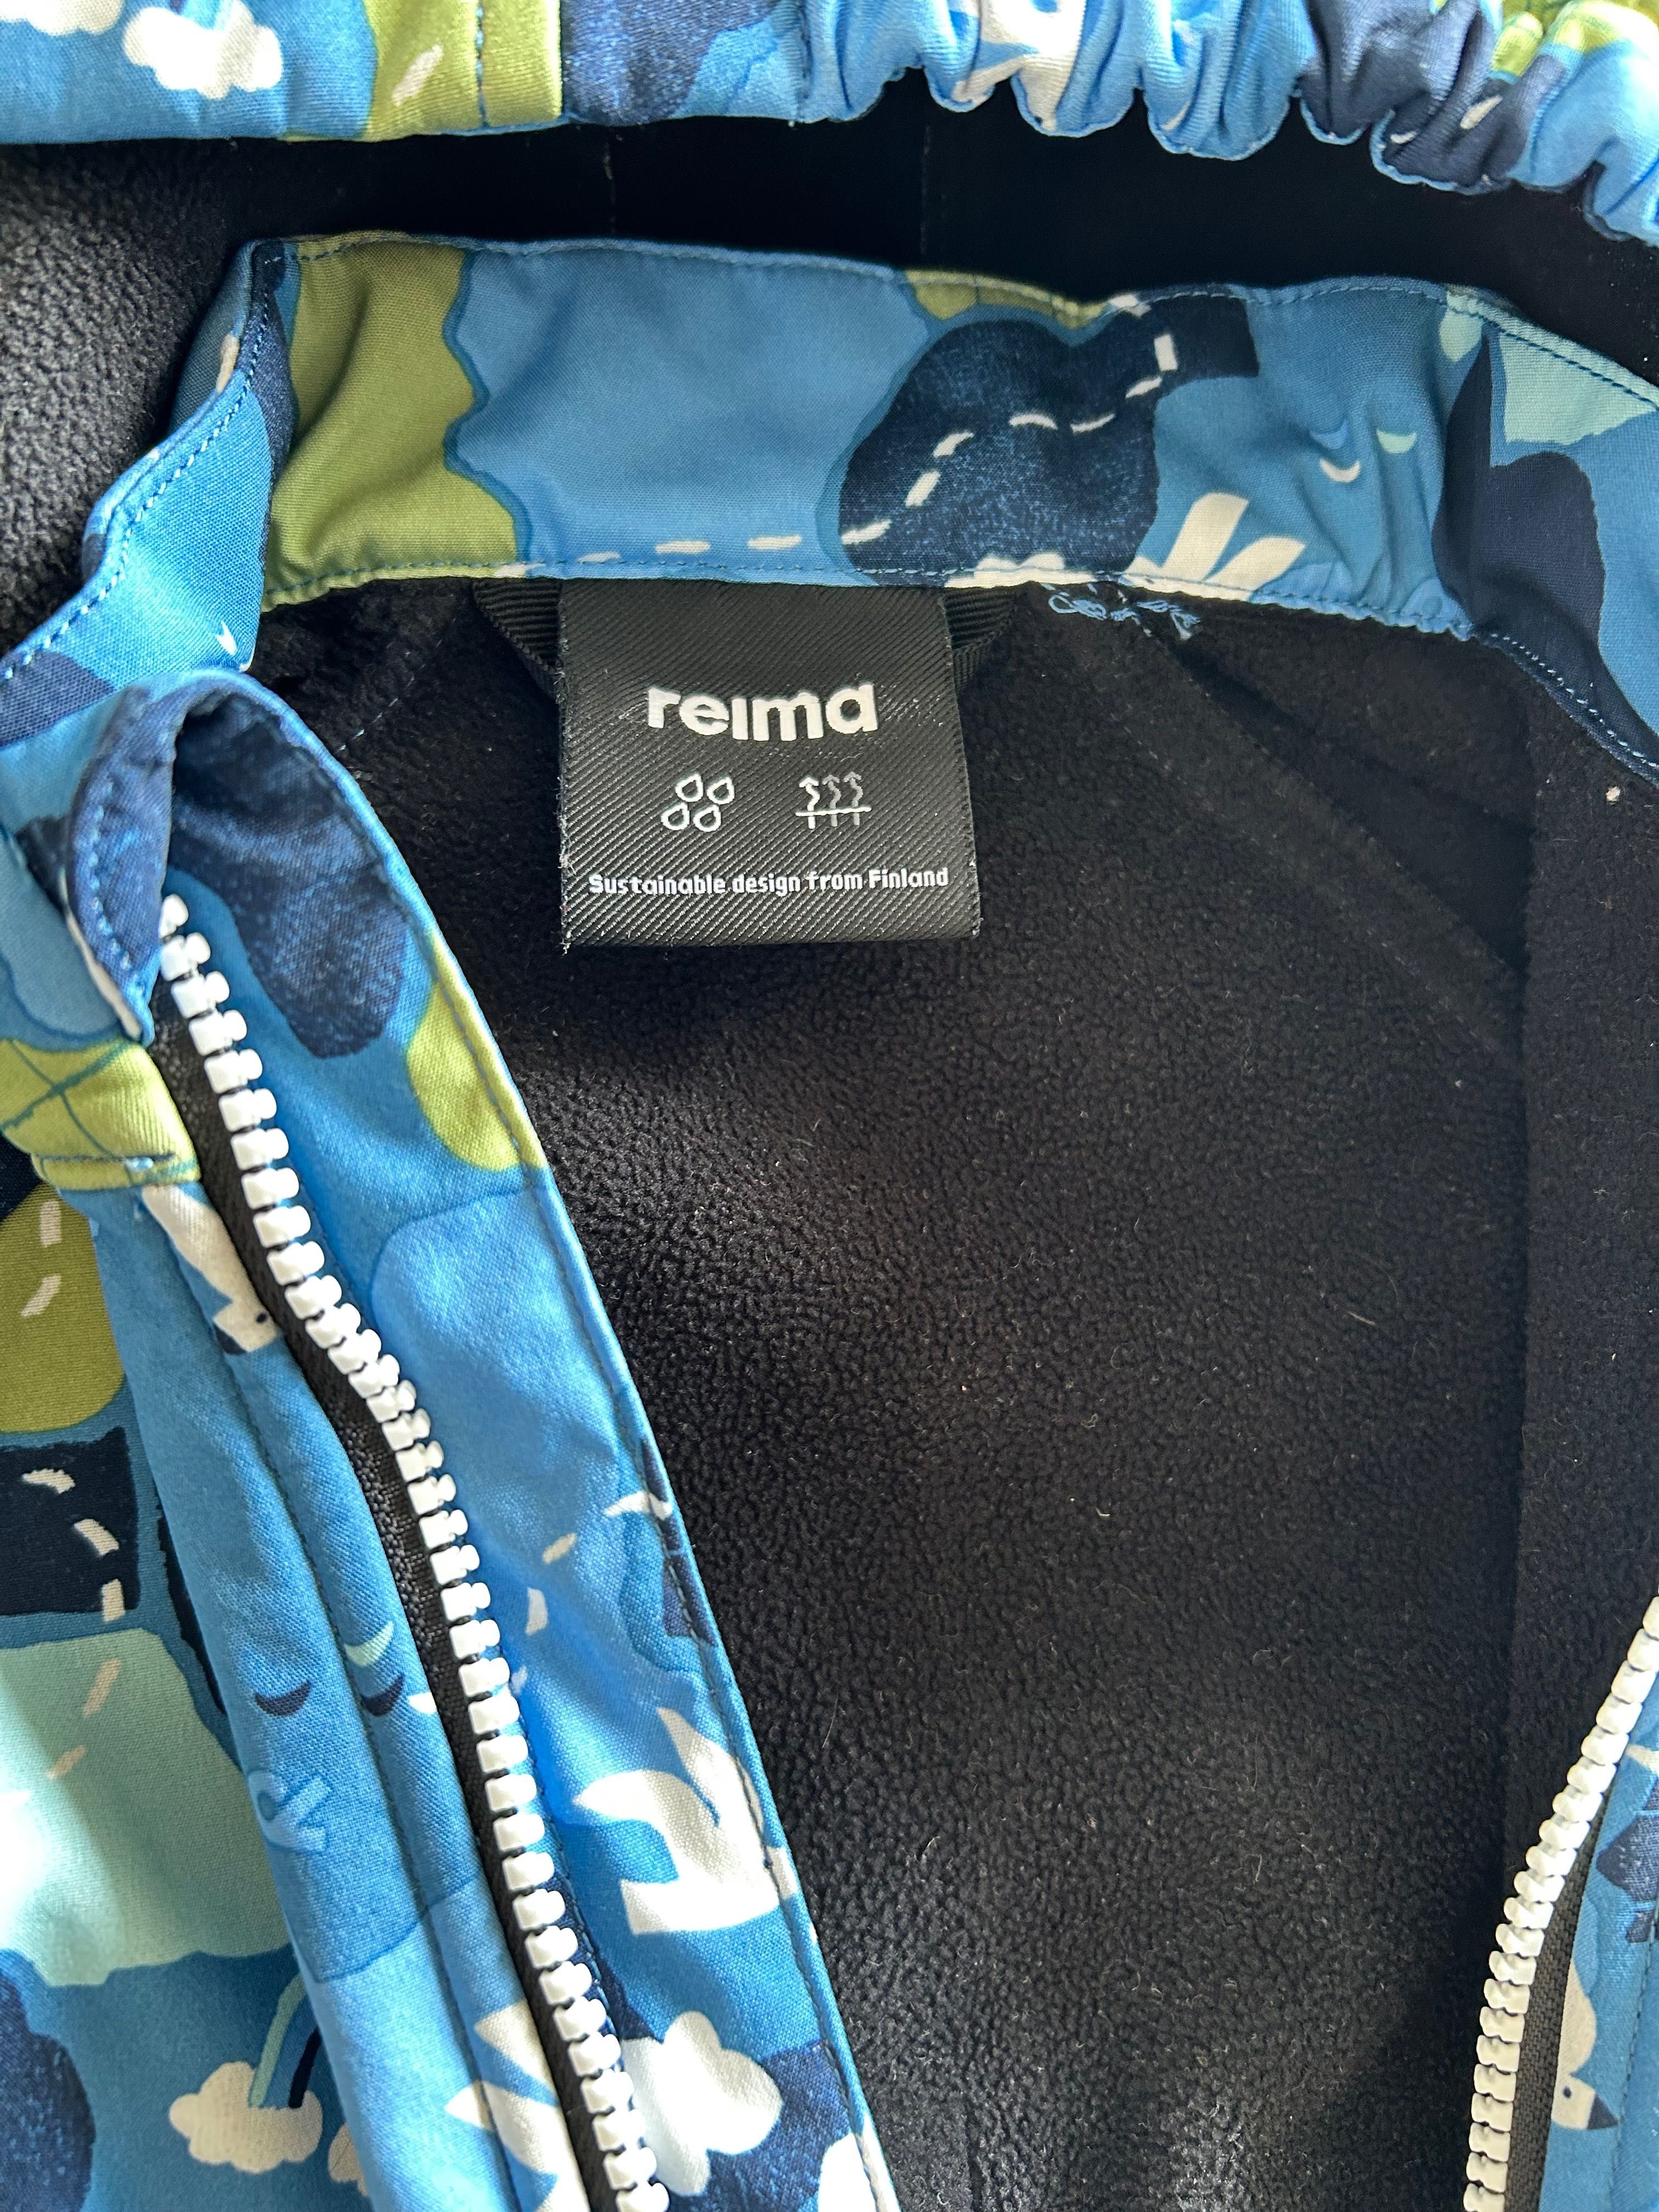 reima
Sustainable design from Finland